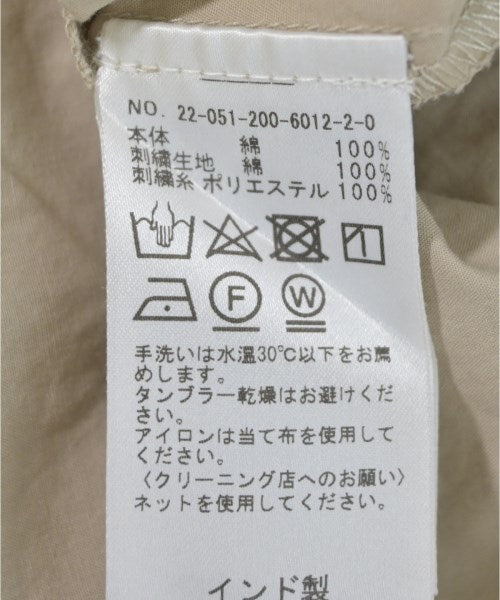 NO. 22-051-200-6012-2-0
本体 綿 100%
刺繍生地 綿 100%
刺繍糸 ポリエステル 100%
F W
手洗いは水温30℃以下をお薦
めします。
タンブラー乾燥はお避けくだ
さい。
アイロンは当て布を使用して
ください。
〈クリーニング店へのお願い〉
ネットを使用してください。
インド製